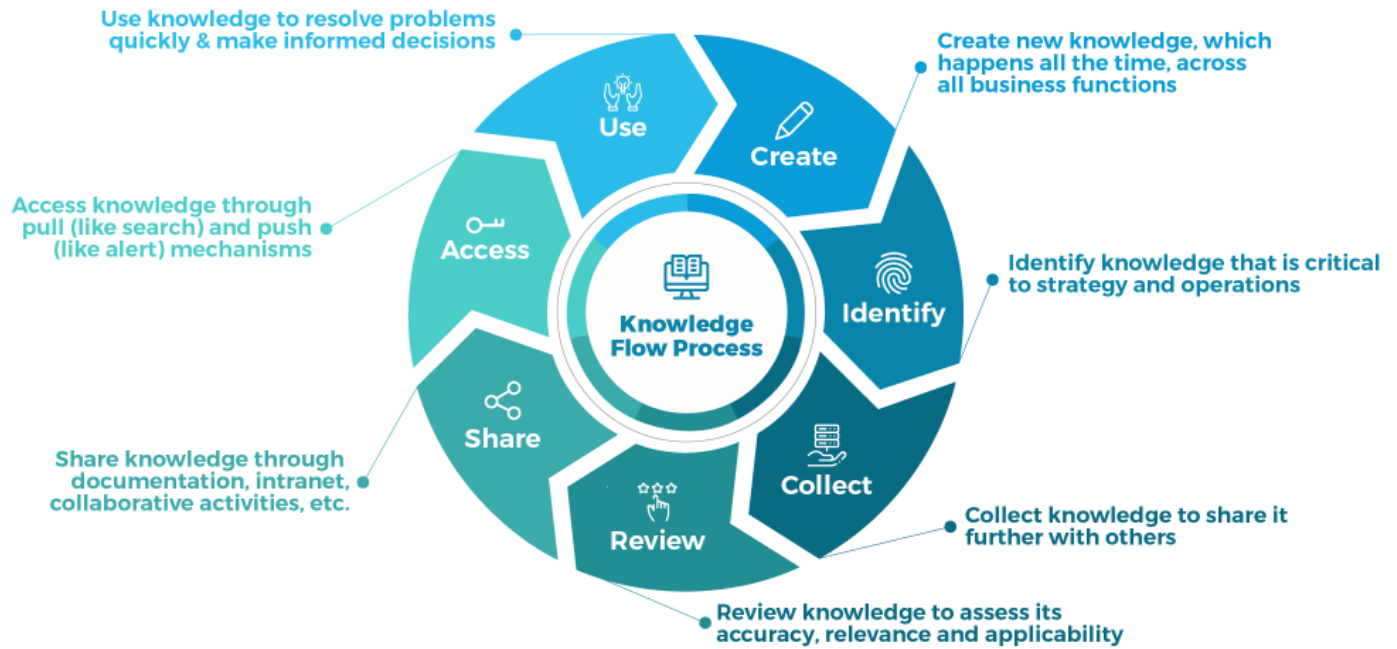 Use knowledge to resolve problems
quickly & make informed decisions
Create new knowledge, which
happens all the time, across
all business functions
Use
Create
Access knowledge through
pull (like search) and push
(like alert) mechanisms
Access
Identify
Identify knowledge that is critical
to strategy and operations
Knowledge
Flow Process
Share
Collect
Share knowledge through
documentation, intranet,
collaborative activities, etc.
Review
Collect knowledge to share it
further with others
Review knowledge to assess its
accuracy, relevance and applicability